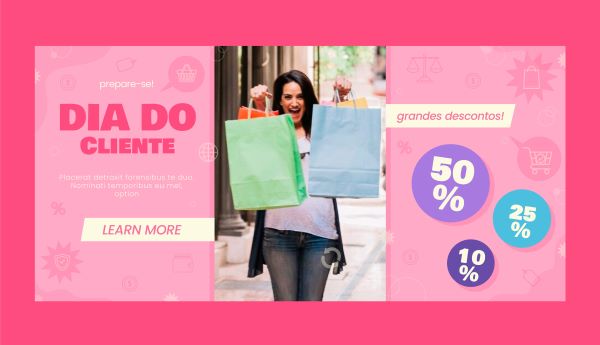 prepare-se!
DIA DO
CLIENTE
Placerat detraxit forensibus te duo.
Nominati temporibus eu mel,
option
LEARN MORE
grandes descontos!
50
%
25
%
10
%